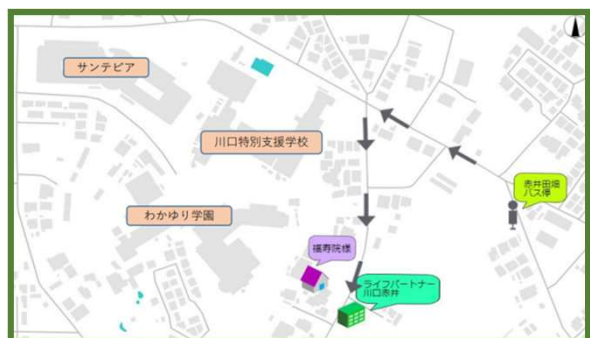 サンテピア
川口特別支援学校
赤井田畑
バス停
わかゆり学園
福寿院様
ライフパートナー
川口赤井